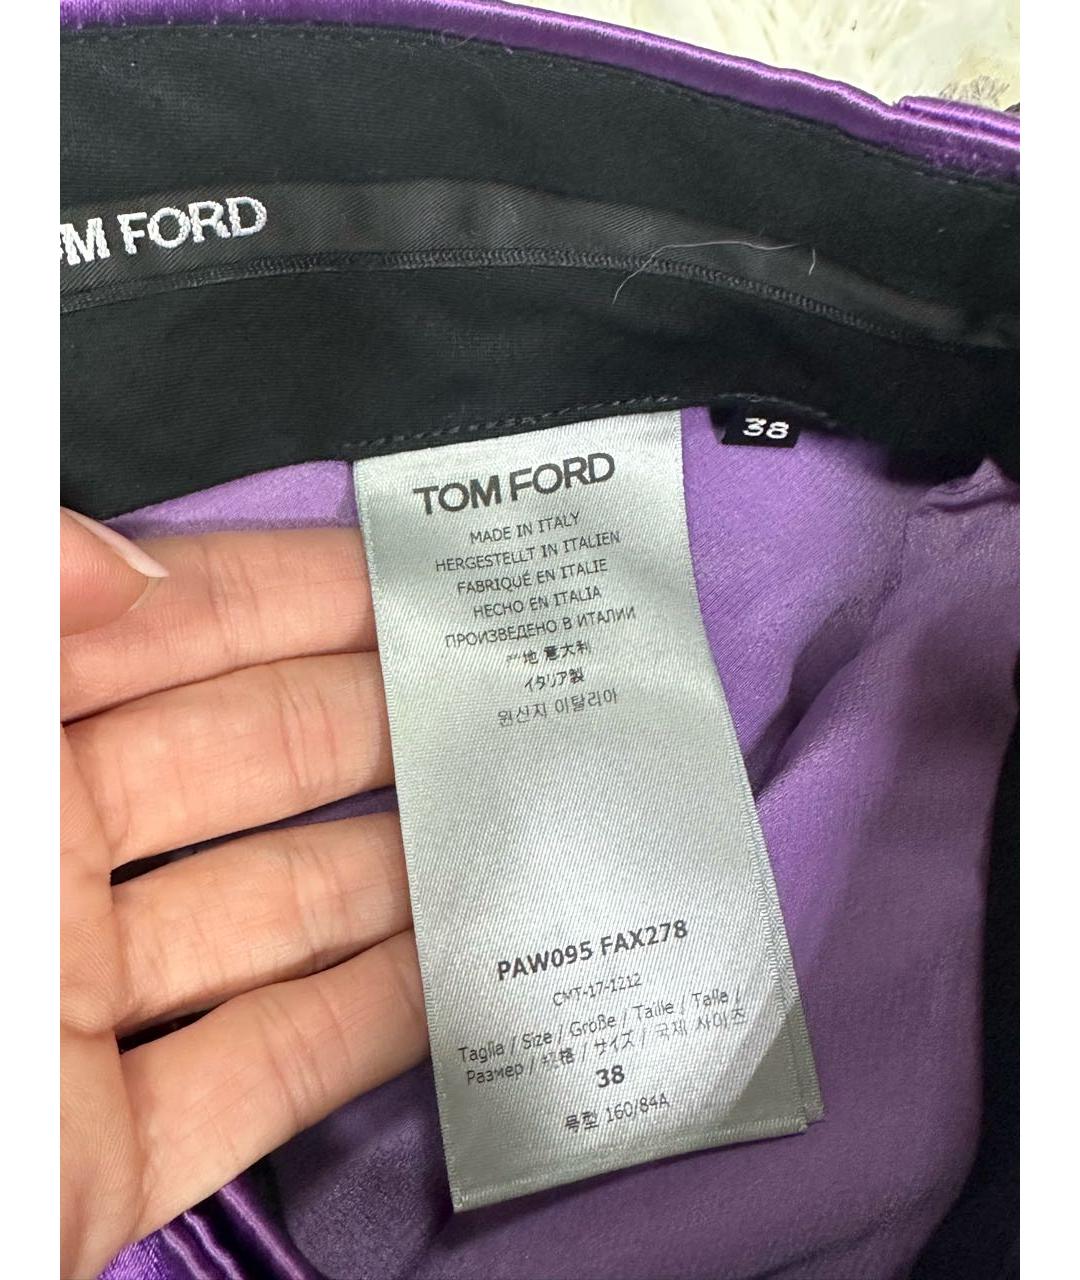 M FORD
38
TOM FORD
MADE IN ITALY
HERGESTELLT IN ITALIEN
FABRIQUÉ EN ITALIE
HECHO EN ITALIA
ПРОИЗВЕДЕНО В ИТАЛИИ
产地 意大利
イタリア製
원산지 이탈리아
PAW095 FAX278
CMT-17-1212
Taglia / Size / Größe / Taille / Talla /
Размер / 规格 / サイズ / 국제 사이즈
38
号型 160/84A